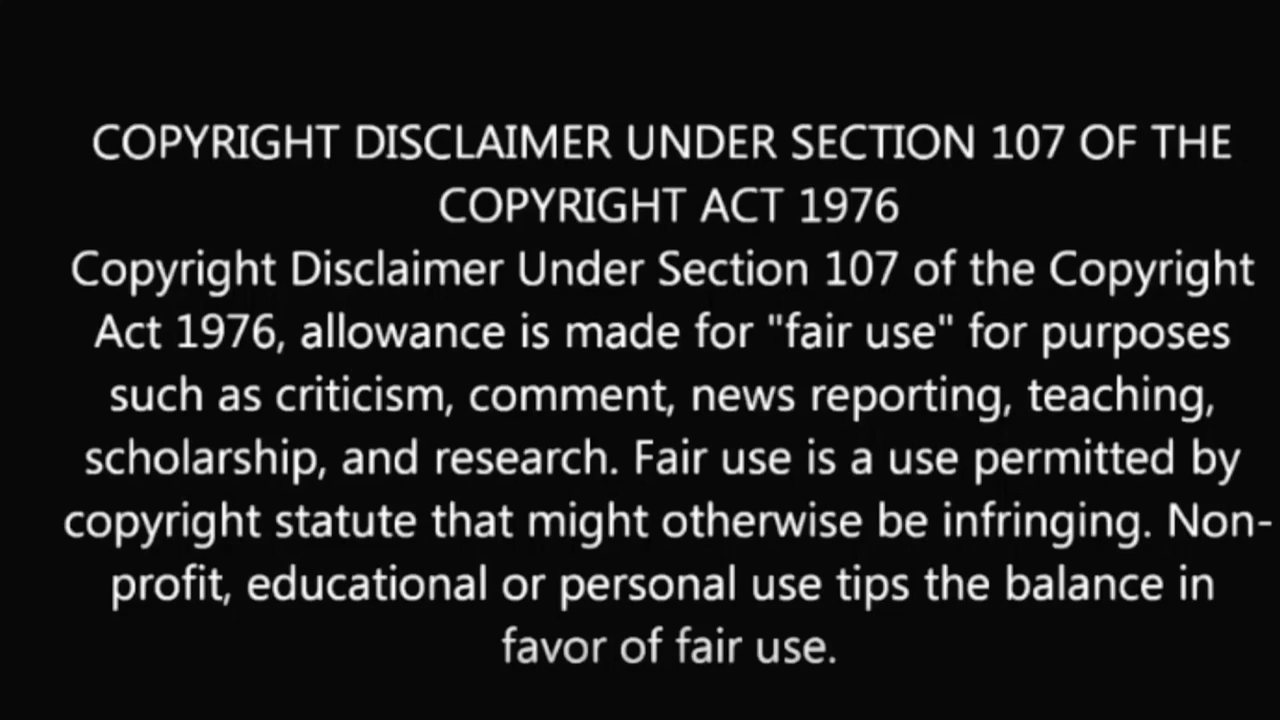 COPYRIGHT DISCLAIMER UNDER SECTION 107 OF THE
COPYRIGHT ACT 1976
Copyright Disclaimer Under Section 107 of the Copyright
Act 1976, allowance is made for "fair use" for purposes
such as criticism, comment, news reporting, teaching,
scholarship, and research. Fair use is a use permitted by
copyright statute that might otherwise be infringing. Non-
profit, educational or personal use tips the balance in
favor of fair use.